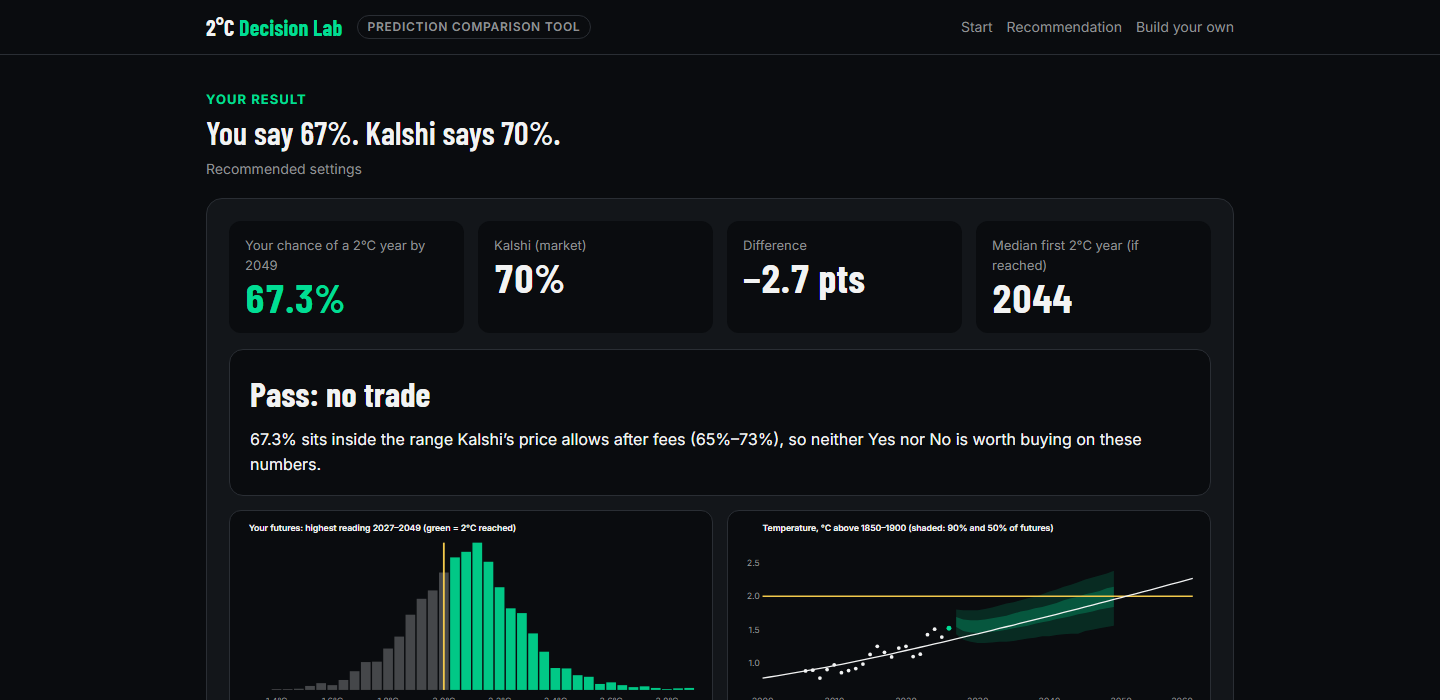 2°C Decision Lab PREDICTION COMPARISON TOOL Start Recommendation Build your own
YOUR RESULT
You say 67%. Kalshi says 70%.
Recommended settings
Your chance of a 2°C year by
2049
67.3%
Kalshi (market)
70%
Difference
−2.7 pts
Median first 2°C year (if
reached)
2044
Pass: no trade
67.3% sits inside the range Kalshi’s price allows after fees (65%–73%), so neither Yes nor No is worth buying on these
numbers.
Your futures: highest reading 2027–2049 (green = 2°C reached)
Temperature, °C above 1850–1900 (shaded: 90% and 50% of futures)
2.5
2.0
1.5
1.0